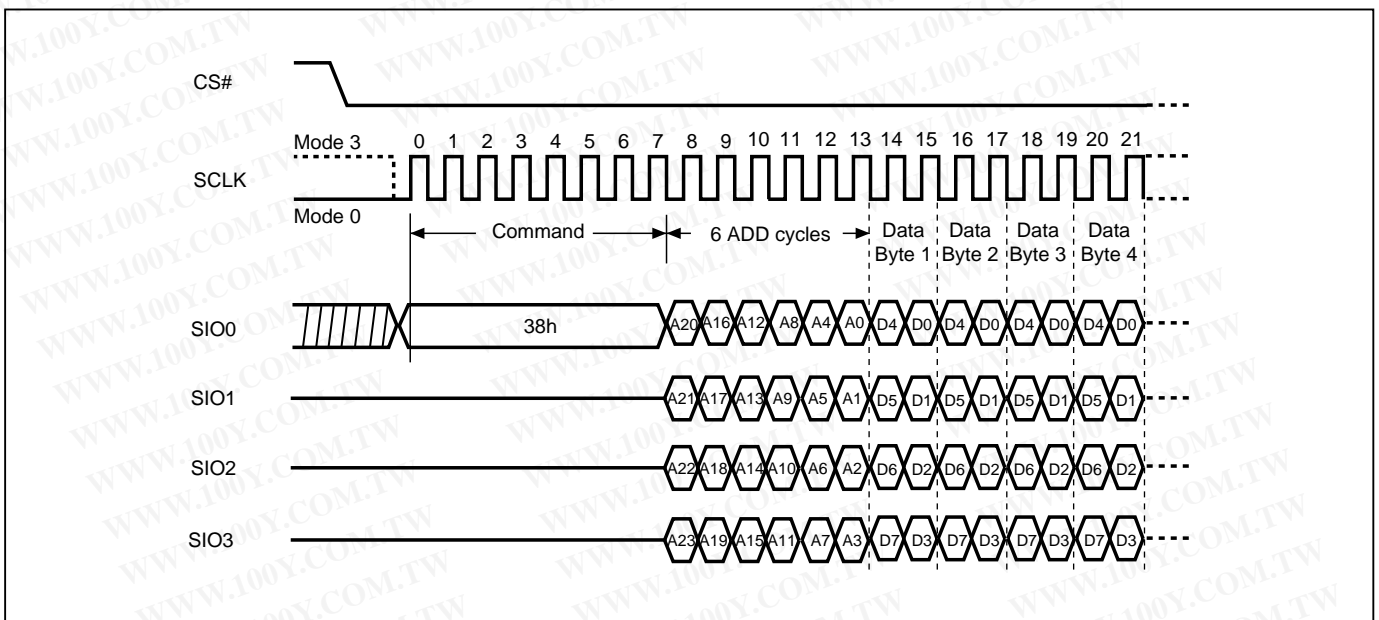 CS#
Mode 3 0 1 2 3 4 5 6 7 8 9 10 11 12 13 14 15 16 17 18 19 20 21
SCLK
Mode 0
Command 6 ADD cycles Data Byte 1 Data Byte 2 Data Byte 3 Data Byte 4
SIO0 38h A20 A16 A12 A8 A4 A0 D4 D0 D4 D0 D4 D0 D4 D0
SIO1 A21 A17 A13 A9 A5 A1 D5 D1 D5 D1 D5 D1 D5 D1
SIO2 A22 A18 A14 A10 A6 A2 D6 D2 D6 D2 D6 D2 D6 D2
SIO3 A23 A19 A15 A11 A7 A3 D7 D3 D7 D3 D7 D3 D7 D3
WWW.100Y.COM.TW